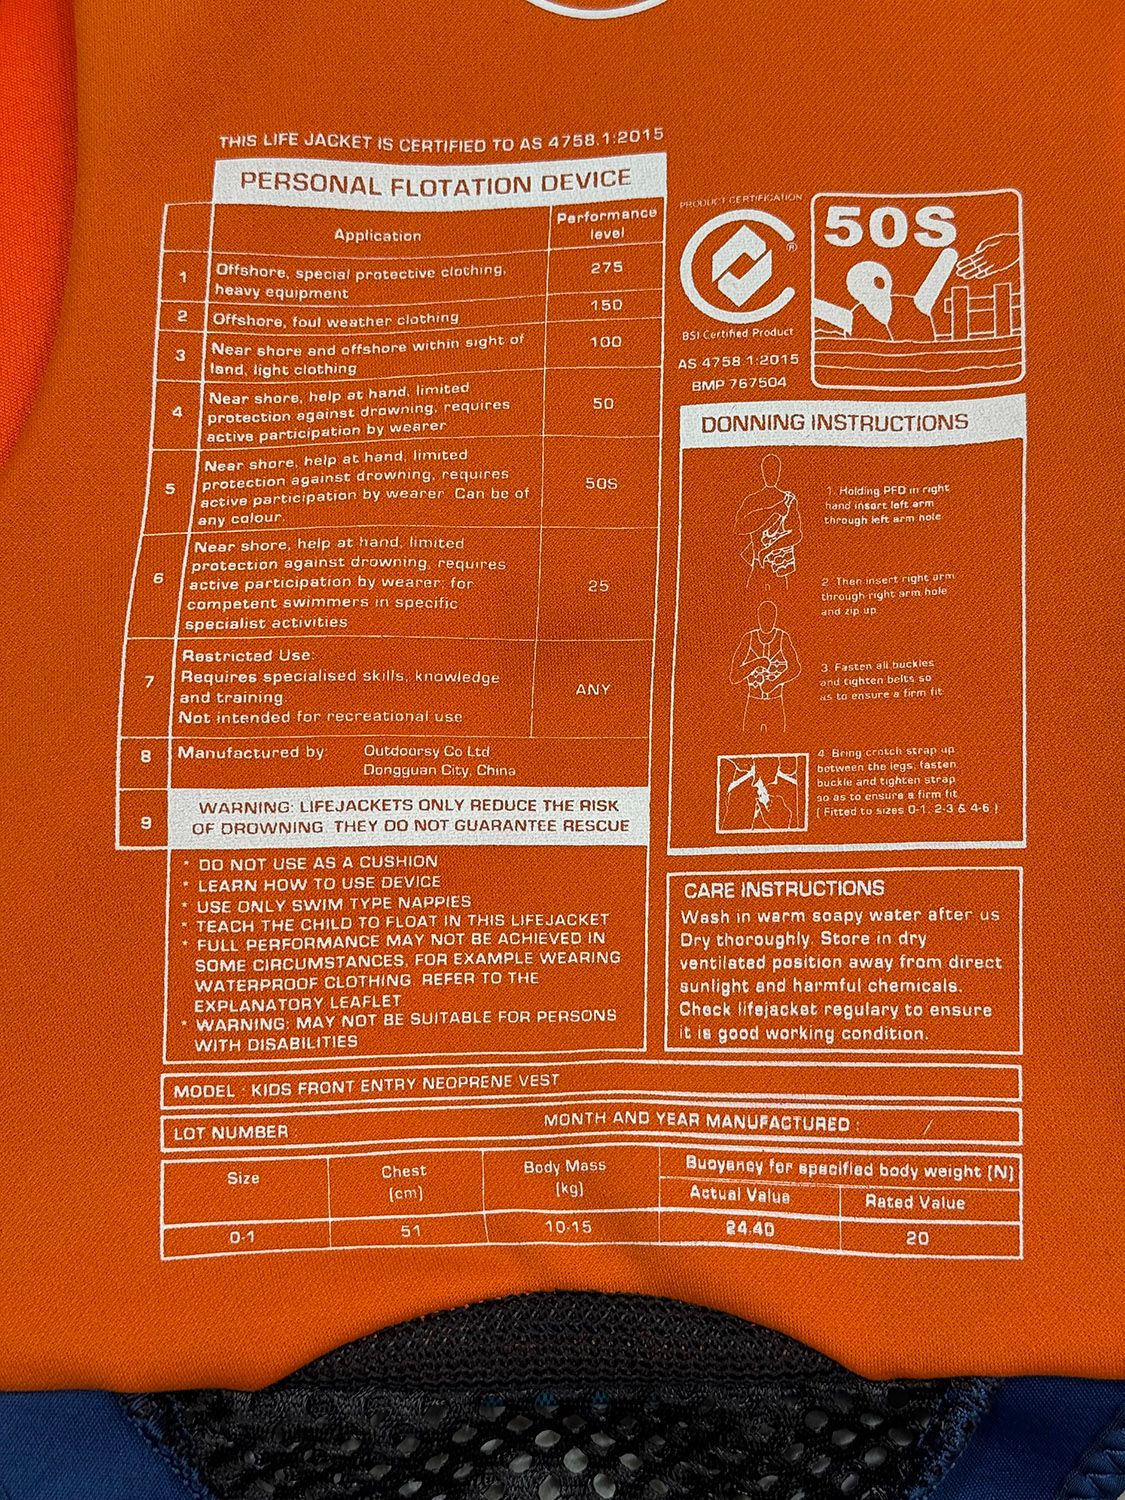 THIS LIFE JACKET IS CERTIFIED TO AS 4758.1:2015
PERSONAL FLOTATION DEVICE
Application
Performance
level
1
Offshore, special protective clothing,
heavy equipment
275
2
Offshore, foul weather clothing
150
3
Near shore and offshore within sight of
land, light clothing
100
4
Near shore, help at hand, limited
protection against drowning, requires
active participation by wearer
50
5
Near shore, help at hand, limited
protection against drowning, requires
active participation by wearer. Can be of
any colour.
50S
6
Near shore, help at hand, limited
protection against drowning, requires
active participation by wearer; for
competent swimmers in specific
specialist activities
25
7
Restricted Use:
Requires specialised skills, knowledge
and training
Not intended for recreational use
ANY
8
Manufactured by: Outdoorsy Co Ltd
Dongguan City, China
9
WARNING: LIFEJACKETS ONLY REDUCE THE RISK
OF DROWNING. THEY DO NOT GUARANTEE RESCUE
* DO NOT USE AS A CUSHION
* LEARN HOW TO USE DEVICE
* USE ONLY SWIM TYPE NAPPIES
* TEACH THE CHILD TO FLOAT IN THIS LIFEJACKET
* FULL PERFORMANCE MAY NOT BE ACHIEVED IN
SOME CIRCUMSTANCES, FOR EXAMPLE WEARING
WATERPROOF CLOTHING. REFER TO THE
EXPLANATORY LEAFLET
* WARNING: MAY NOT BE SUITABLE FOR PERSONS
WITH DISABILITIES
PRODUCT CERTIFICATION
®
BSI Certified Product
AS 4758.1:2015
BMP 767504
50S
DONNING INSTRUCTIONS
1. Holding PFD in right
hand insert left arm
through left arm hole
2. Then insert right arm
through right arm hole
and zip up
3. Fasten all buckles
and tighten belts so
as to ensure a firm fit
4. Bring crotch strap up
between the legs, fasten
buckle and tighten strap
so as to ensure a firm fit
( Fitted to sizes 0-1, 2-3 & 4-6 )
CARE INSTRUCTIONS
Wash in warm soapy water after us
Dry thoroughly. Store in dry
ventilated position away from direct
sunlight and harmful chemicals.
Check lifejacket regulary to ensure
it is good working condition.
MODEL : KIDS FRONT ENTRY NEOPRENE VEST
LOT NUMBER : MONTH AND YEAR MANUFACTURED : /
Size
Chest
(cm)
Body Mass
(kg)
Buoyancy for specified body weight (N)
Actual Value
Rated Value
0-1
51
10-15
24.40
20